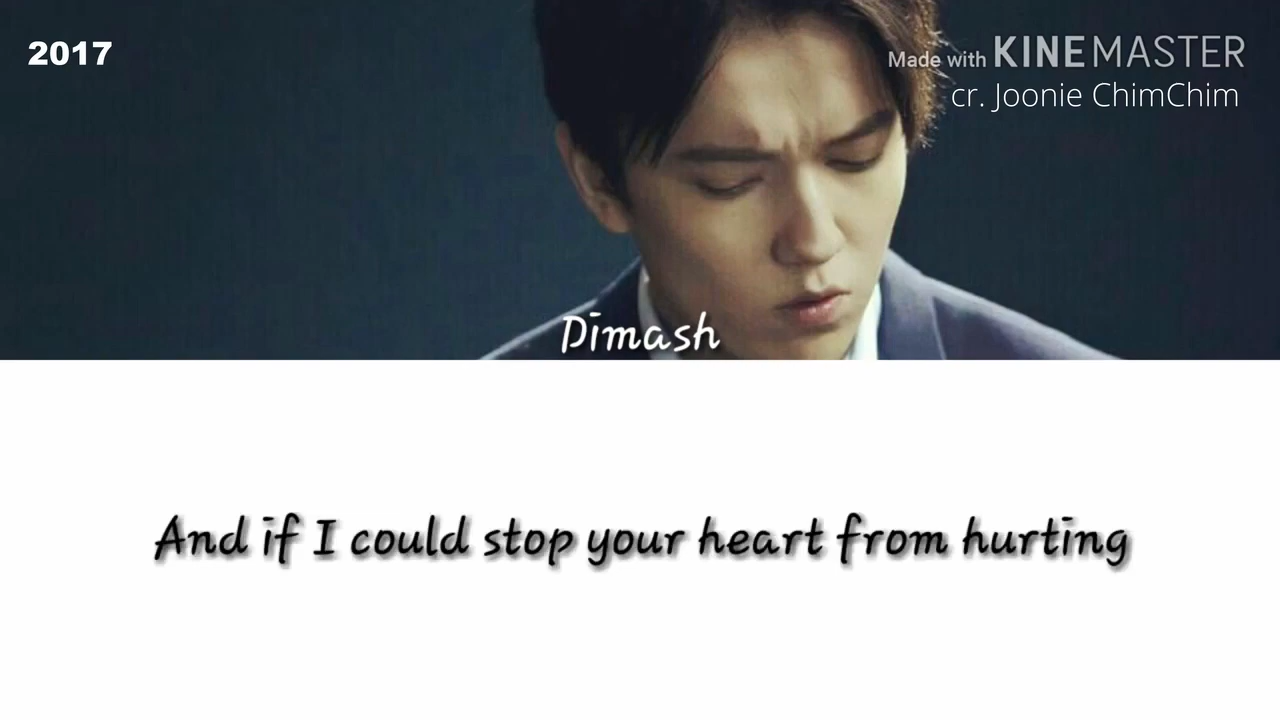 2017
Made with KINEMASTER
cr. Joonie ChimChim
Dimash
And if I could stop your heart from hurting